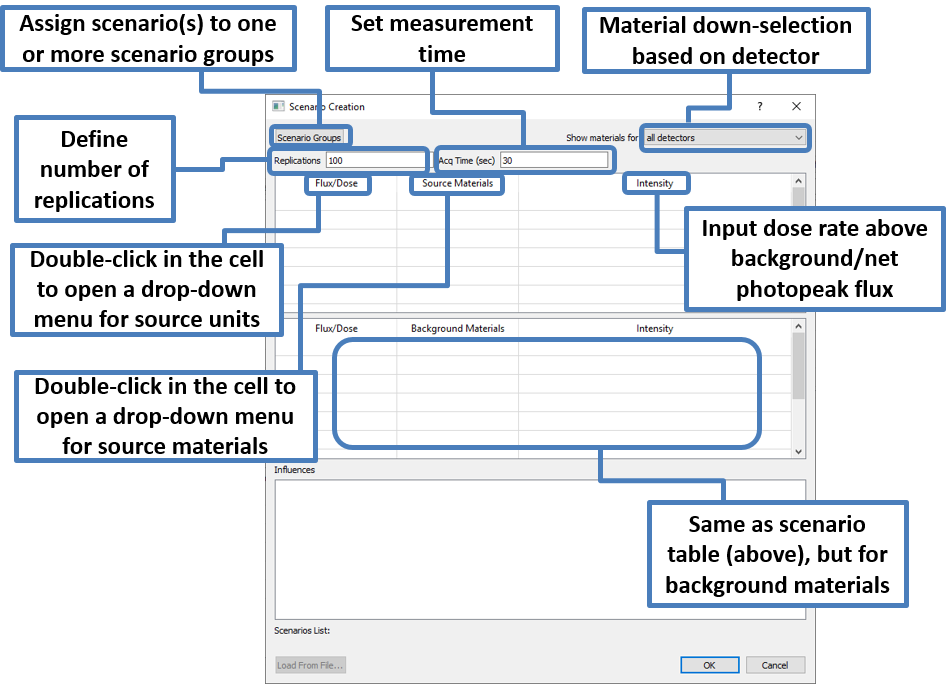 Assign scenario(s) to one
or more scenario groups
Set measurement
time
Material down-selection
based on detector
Scenario Creation
?
Define
number of
replications
Scenario Groups
Show materials for
all detectors
Replications
100
Acq Time (sec)
30
Flux/Dose
Source Materials
Intensity
Input dose rate above
background/net
photopeak flux
Double-click in the cell
to open a drop-down
menu for source units
Flux/Dose
Background Materials
Intensity
Double-click in the cell to
open a drop-down menu
for source materials
Influences
Same as scenario
table (above), but for
background materials
Scenarios List:
Load From File...
OK
Cancel